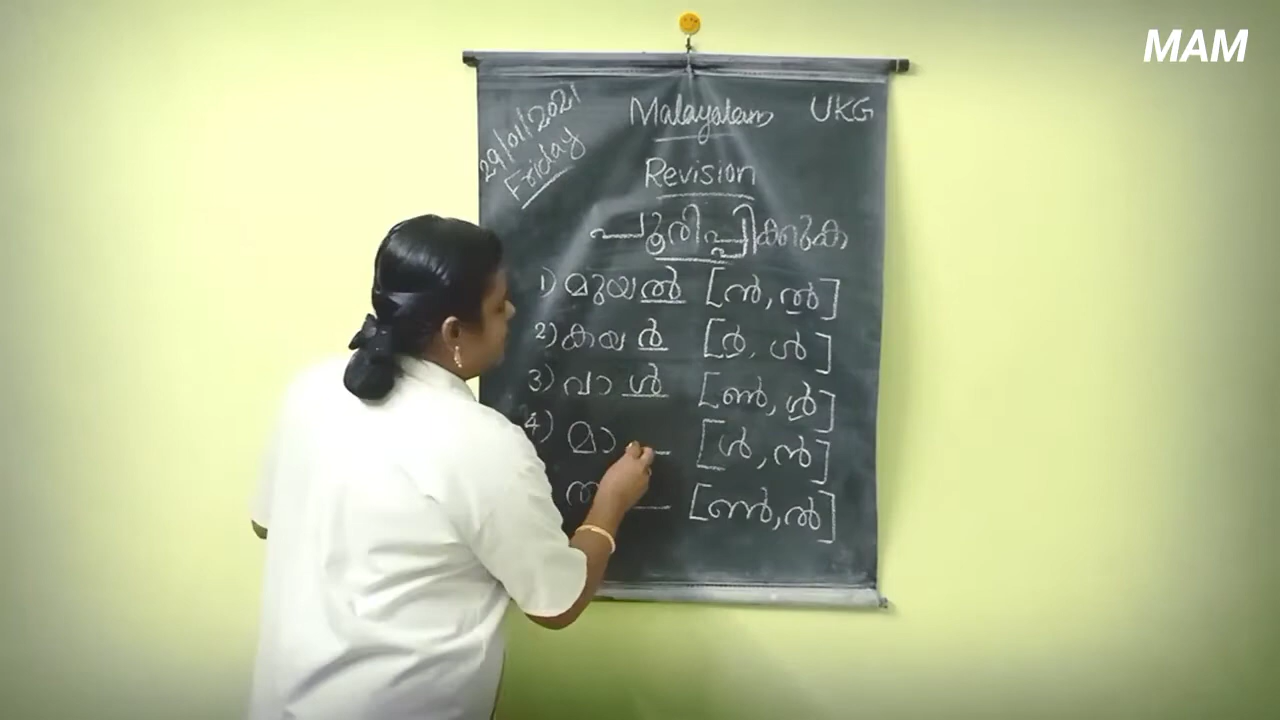 MAM
29/01/2021
Friday
Malayalam UKG
Revision
പൂരിപ്പിക്കുക
1) മുയൽ [ൻ, ൽ]
2) കയർ [ർ, ൾ]
3) വാൾ [ൺ, ൾ]
4) മാ _ [ൾ, ൻ]
_ [ൺ, ൽ]